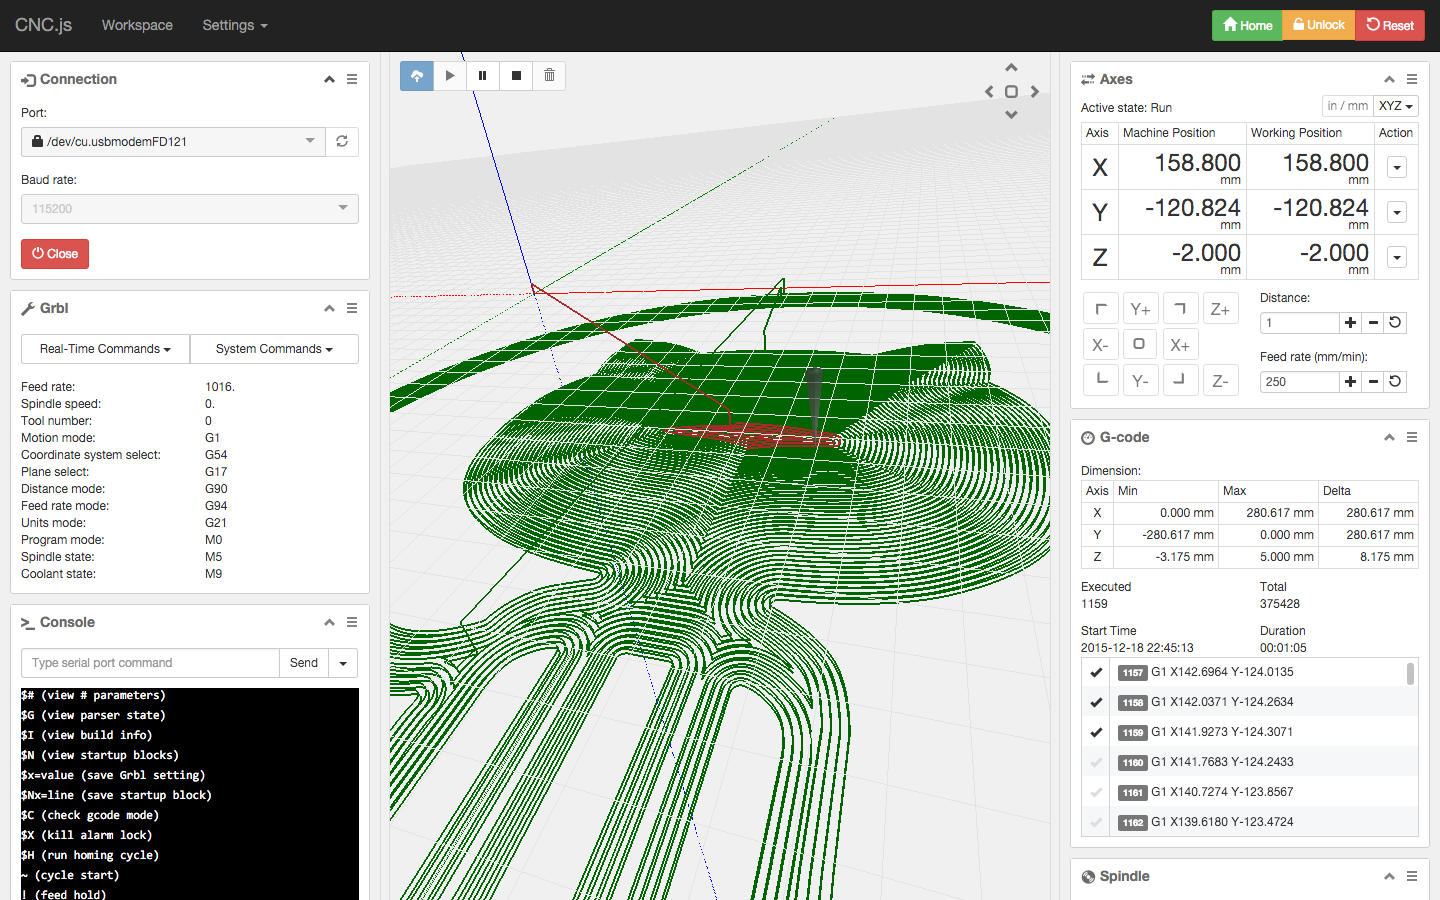 CNC.js Workspace Settings Home Unlock Reset
Connection
Port:
/dev/cu.usbmodemFD121
Baud rate:
115200
Close
Grbl
Real-Time Commands System Commands
Feed rate: 1016.
Spindle speed: 0.
Tool number: 0
Motion mode: G1
Coordinate system select: G54
Plane select: G17
Distance mode: G90
Feed rate mode: G94
Units mode: G21
Program mode: M0
Spindle state: M5
Coolant state: M9
Console
Type serial port command Send
$# (view # parameters)
$G (view parser state)
$I (view build info)
$N (view startup blocks)
$x=value (save Grbl setting)
$Nx=line (save startup block)
$C (check gcode mode)
$X (kill alarm lock)
$H (run homing cycle)
~ (cycle start)
! (feed hold)
Axes
Active state: Run in / mm XYZ
Axis Machine Position Working Position Action
X 158.800 mm 158.800 mm
Y -120.824 mm -120.824 mm
Z -2.000 mm -2.000 mm
Y+ Z+
X- X+
Y- Z-
Distance:
1
Feed rate (mm/min):
250
G-code
Dimension:
Axis Min Max Delta
X 0.000 mm 280.617 mm 280.617 mm
Y -280.617 mm 0.000 mm 280.617 mm
Z -3.175 mm 5.000 mm 8.175 mm
Executed Total
1159 375428
Start Time Duration
2015-12-18 22:45:13 00:01:05
1157 G1 X142.6964 Y-124.0135
1158 G1 X142.0371 Y-124.2634
1159 G1 X141.9273 Y-124.3071
1160 G1 X141.7683 Y-124.2433
1161 G1 X140.7274 Y-123.8567
1162 G1 X139.6180 Y-123.4724
Spindle